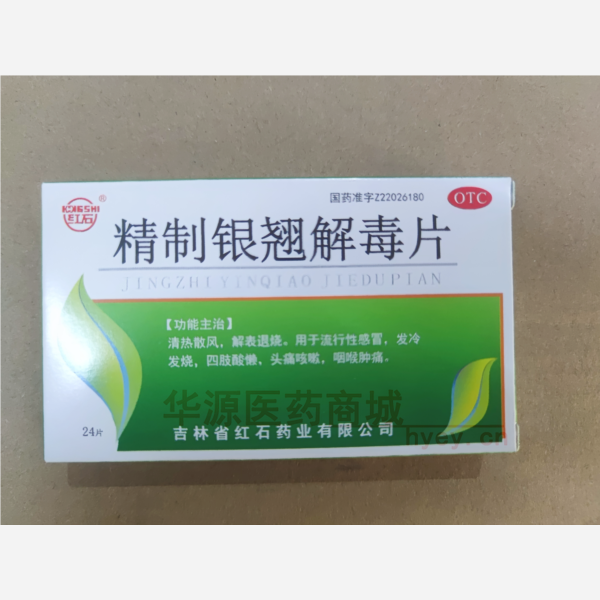 HONGSHI
红石
®
国药准字Z22026180
OTC
精制银翘解毒片
JINGZHI YINQIAO JIEDUPIAN
【功能主治】
清热散风，解表退烧。用于流行性感冒，发冷
发烧，四肢酸懒、头痛咳嗽，咽喉肿痛.
华源医药商城
hyey.cn
24片
吉林省红石药业有限公司